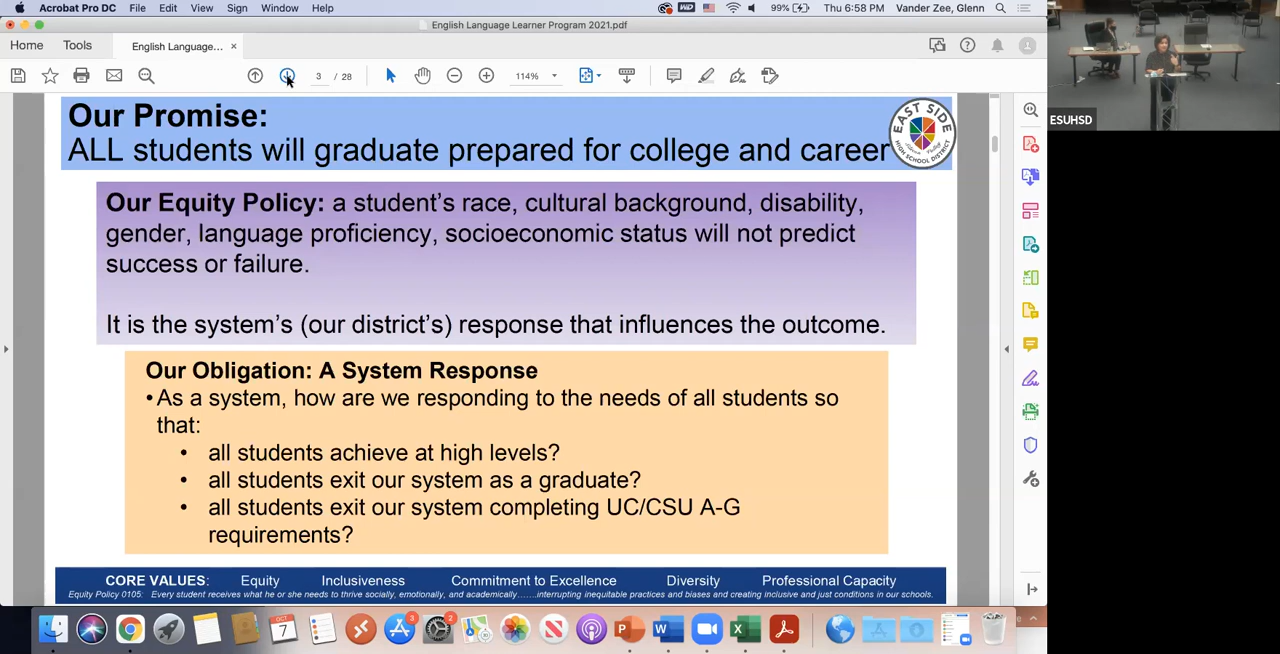 Acrobat Pro DC File Edit View Sign Window Help 99% Thu 6:58 PM Vander Zee, Glenn
English Language Learner Program 2021.pdf
Home Tools English Language... ×
3 / 28 114%
Our Promise:
ALL students will graduate prepared for college and career
EAST SIDE
HIGH SCHOOL DISTRICT
Our Equity Policy: a student's race, cultural background, disability,
gender, language proficiency, socioeconomic status will not predict
success or failure.
It is the system's (our district's) response that influences the outcome.
Our Obligation: A System Response
•As a system, how are we responding to the needs of all students so
that:
• all students achieve at high levels?
• all students exit our system as a graduate?
• all students exit our system completing UC/CSU A-G
requirements?
CORE VALUES: Equity Inclusiveness Commitment to Excellence Diversity Professional Capacity
Equity Policy 0105: Every student receives what he or she needs to thrive socially, emotionally, and academically…….interrupting inequitable practices and biases and creating inclusive and just conditions in our schools.
ESUHSD
OCT
7
3
2